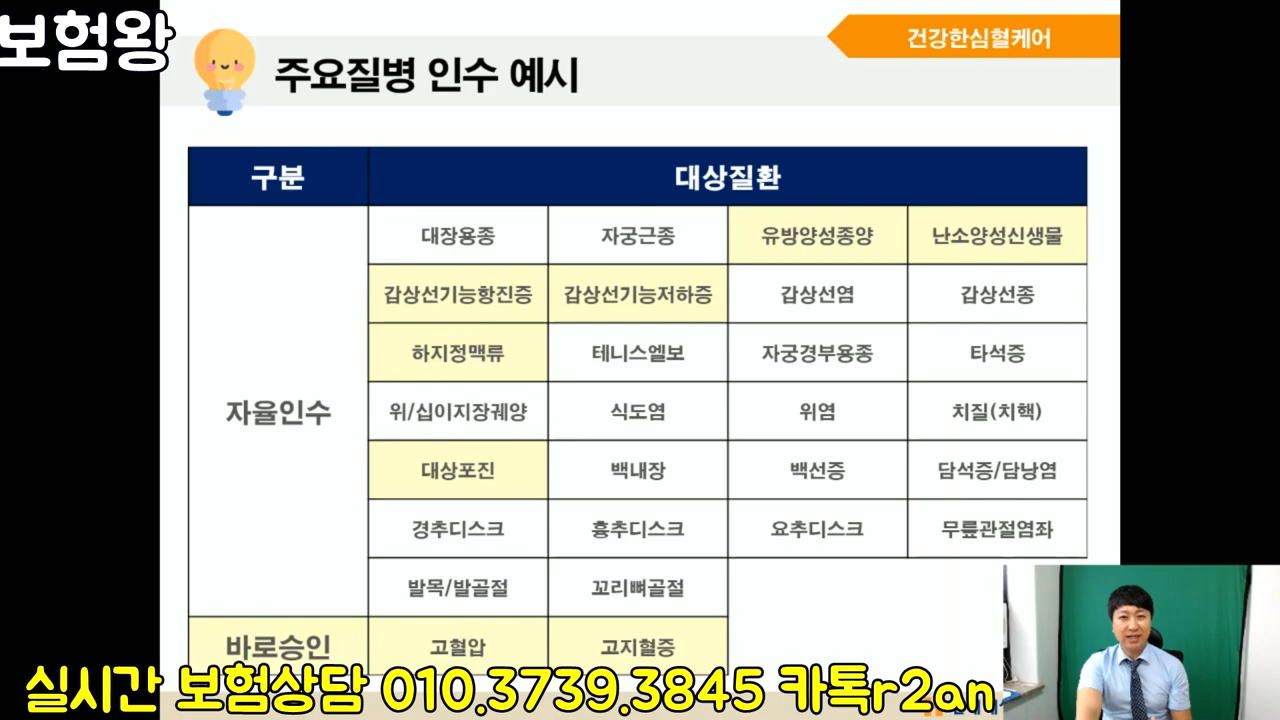 보험왕
건강한심혈케어
주요질병 인수 예시
구분 대상질환
자율인수
대장용종 자궁근종 유방양성종양 난소양성신생물
갑상선기능항진증 갑상선기능저하증 갑상선염 갑상선종
하지정맥류 테니스엘보 자궁경부용종 타석증
위/십이지장궤양 식도염 위염 치질(치핵)
대상포진 백내장 백선증 담석증/담낭염
경추디스크 흉추디스크 요추디스크 무릎관절염좌
발목/발골절 꼬리뼈골절
바로승인 고혈압 고지혈증
실시간 보험상담 010.3739.3845 카톡r2an